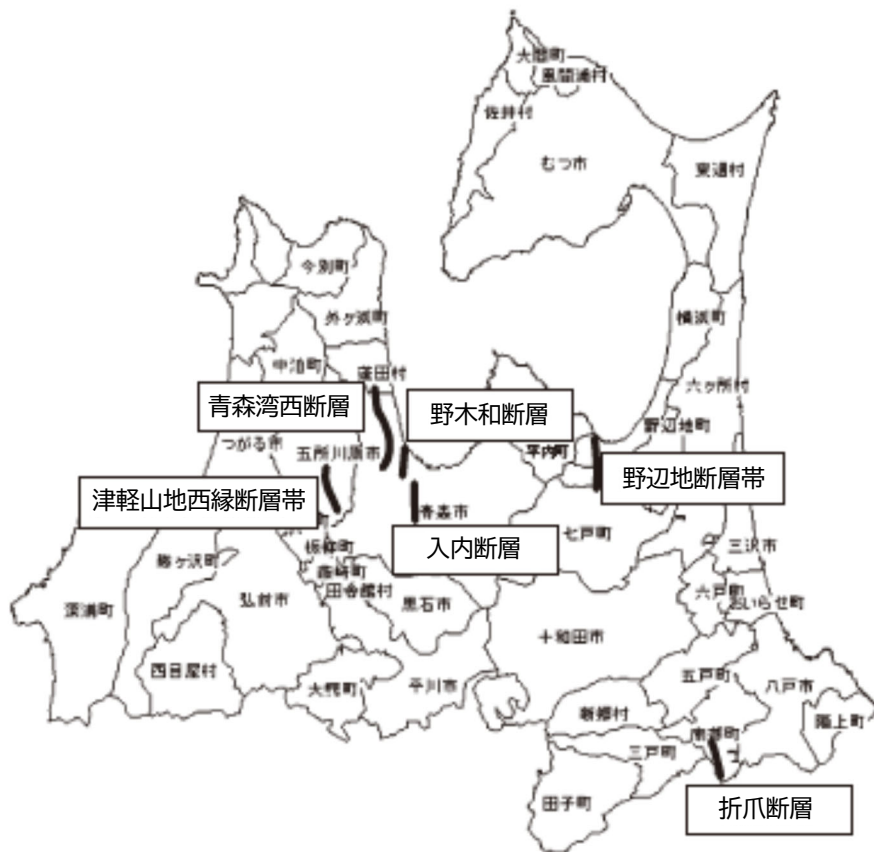 大間町
風間浦村
佐井村
むつ市
東通村
今別町
外ヶ浜町
横浜町
中泊町
蓬田村
六ヶ所村
青森湾西断層
野木和断層
野辺地町
つがる市
五所川原市
平内町
野辺地断層帯
津軽山地西縁断層帯
青森市
七戸町
入内断層
三沢市
板柳町
鰺ヶ沢町
藤崎町
田舎館村
六戸町
おいらせ町
深浦町
弘前市
黒石市
十和田市
西目屋村
五戸町
八戸市
大鰐町
平川市
新郷村
階上町
南部町
三戸町
田子町
折爪断層